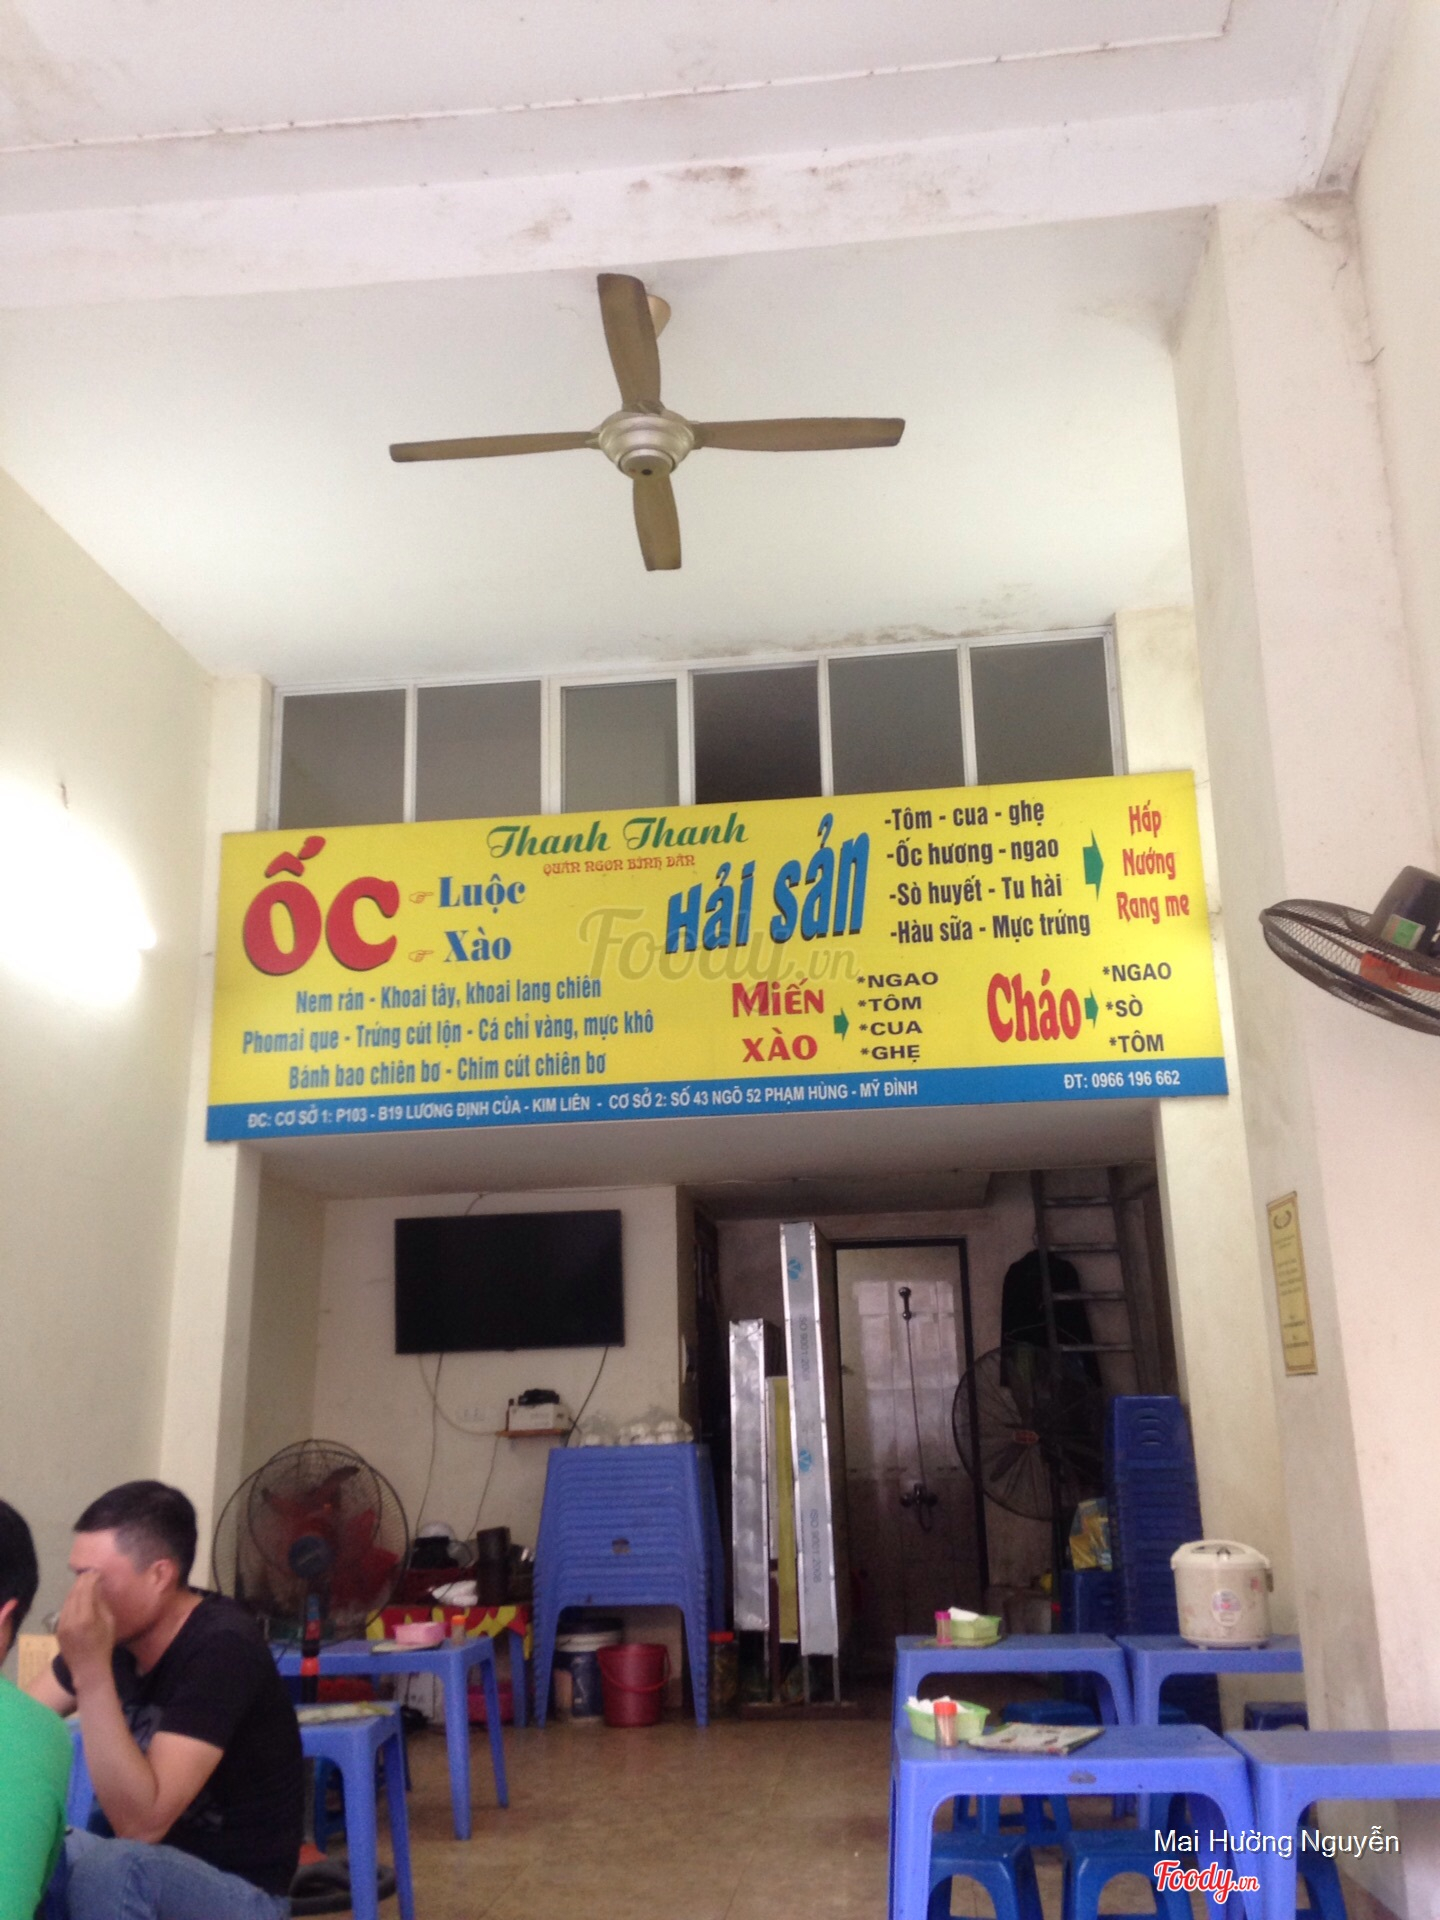 Thanh Thanh
QUÁN NGON BÌNH DÂN
ỐC
Luộc
Xào
Nem rán - Khoai tây, khoai lang chiên
Phomai que - Trứng cút lộn - Cá chỉ vàng, mực khô
Bánh bao chiên bơ - Chim cút chiên bơ
Hải sản
-Tôm - cua - ghẹ
-Ốc hương - ngao
-Sò huyết - Tu hài
-Hàu sữa - Mực trứng
Hấp
Nướng
Rang me
Miến
xào
*NGAO
*TÔM
*CUA
*GHẸ
Cháo
*NGAO
*SÒ
*TÔM
ĐC: CƠ SỞ 1: P103 - B19 LƯƠNG ĐỊNH CỦA - KIM LIÊN - CƠ SỞ 2: SỐ 43 NGÕ 52 PHẠM HÙNG - MỸ ĐÌNH
ĐT: 0966 196 662
Foody.vn
Mai Hường Nguyễn
Foody.vn